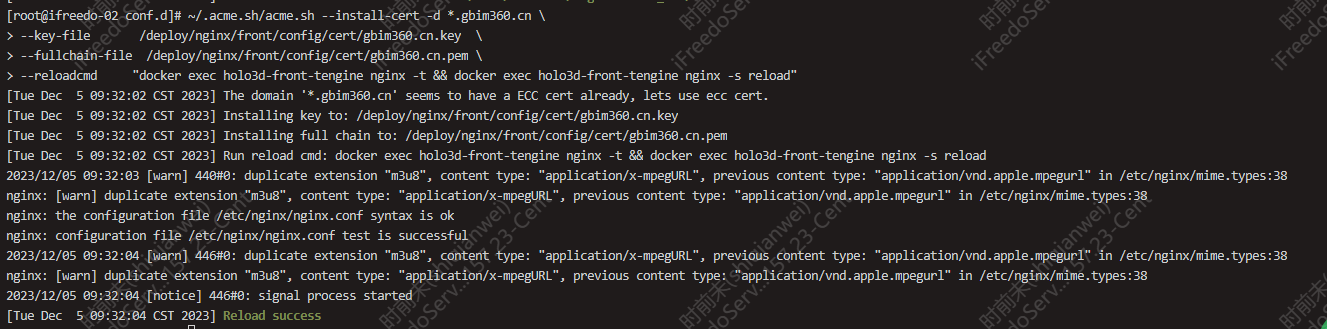 [root@ifreedo-02 conf.d]# ~/.acme.sh/acme.sh --install-cert -d *.gbim360.cn \
> --key-file       /deploy/nginx/front/config/cert/gbim360.cn.key  \
> --fullchain-file  /deploy/nginx/front/config/cert/gbim360.cn.pem \
> --reloadcmd     "docker exec holo3d-front-tengine nginx -t && docker exec holo3d-front-tengine nginx -s reload"
[Tue Dec  5 09:32:02 CST 2023] The domain '*.gbim360.cn' seems to have a ECC cert already, lets use ecc cert.
[Tue Dec  5 09:32:02 CST 2023] Installing key to: /deploy/nginx/front/config/cert/gbim360.cn.key
[Tue Dec  5 09:32:02 CST 2023] Installing full chain to: /deploy/nginx/front/config/cert/gbim360.cn.pem
[Tue Dec  5 09:32:02 CST 2023] Run reload cmd: docker exec holo3d-front-tengine nginx -t && docker exec holo3d-front-tengine nginx -s reload
2023/12/05 09:32:03 [warn] 440#0: duplicate extension "m3u8", content type: "application/x-mpegURL", previous content type: "application/vnd.apple.mpegurl" in /etc/nginx/mime.types:38
nginx: [warn] duplicate extension "m3u8", content type: "application/x-mpegURL", previous content type: "application/vnd.apple.mpegurl" in /etc/nginx/mime.types:38
nginx: the configuration file /etc/nginx/nginx.conf syntax is ok
nginx: configuration file /etc/nginx/nginx.conf test is successful
2023/12/05 09:32:04 [warn] 446#0: duplicate extension "m3u8", content type: "application/x-mpegURL", previous content type: "application/vnd.apple.mpegurl" in /etc/nginx/mime.types:38
nginx: [warn] duplicate extension "m3u8", content type: "application/x-mpegURL", previous content type: "application/vnd.apple.mpegurl" in /etc/nginx/mime.types:38
2023/12/05 09:32:04 [notice] 446#0: signal process started
[Tue Dec  5 09:32:04 CST 2023] Reload success